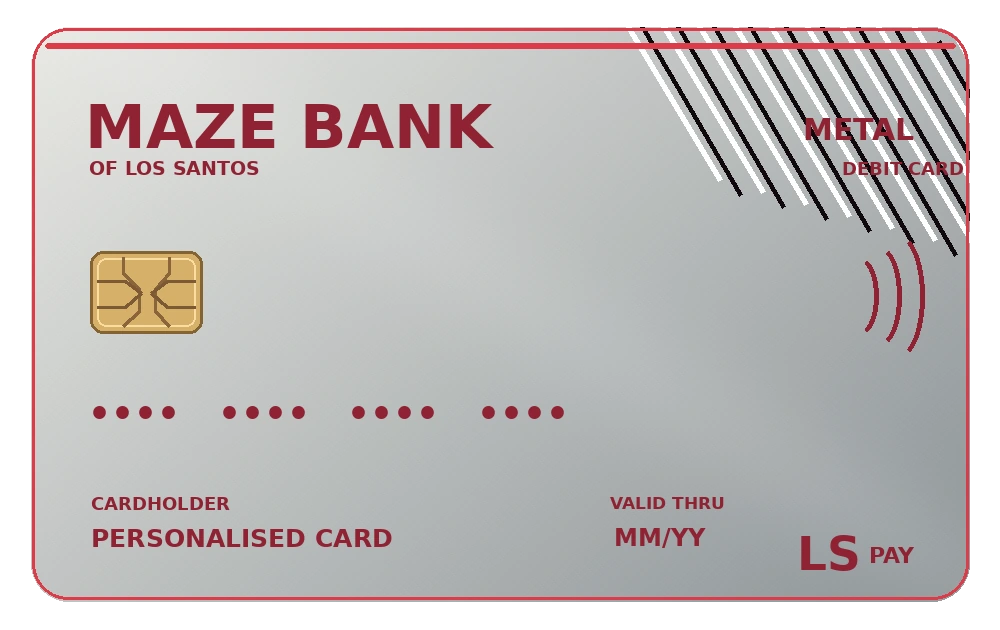 MAZE BANK
OF LOS SANTOS
METAL
DEBIT CARD
•••• •••• •••• ••••
CARDHOLDER
PERSONALISED CARD
VALID THRU
MM/YY
LS PAY